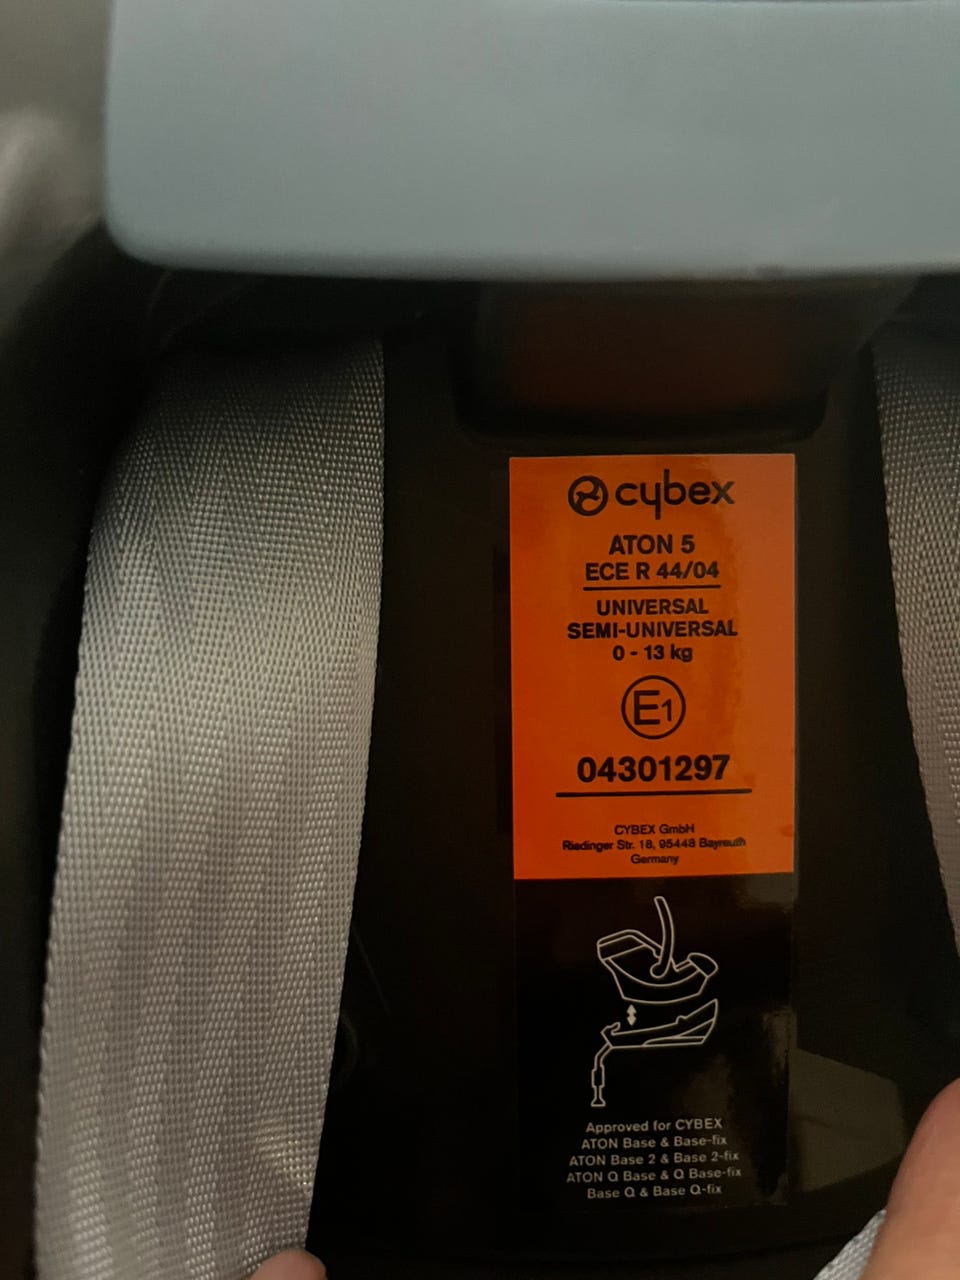 cybex
ATON 5
ECE R 44/04
UNIVERSAL
SEMI-UNIVERSAL
0 - 13 kg
E1
04301297
CYBEX GmbH
Riedinger Str. 18, 95448 Bayreuth
Germany
Approved for CYBEX
ATON Base & Base-fix
ATON Base 2 & Base 2-fix
ATON Q Base & Q Base-fix
Base Q & Base Q-fix